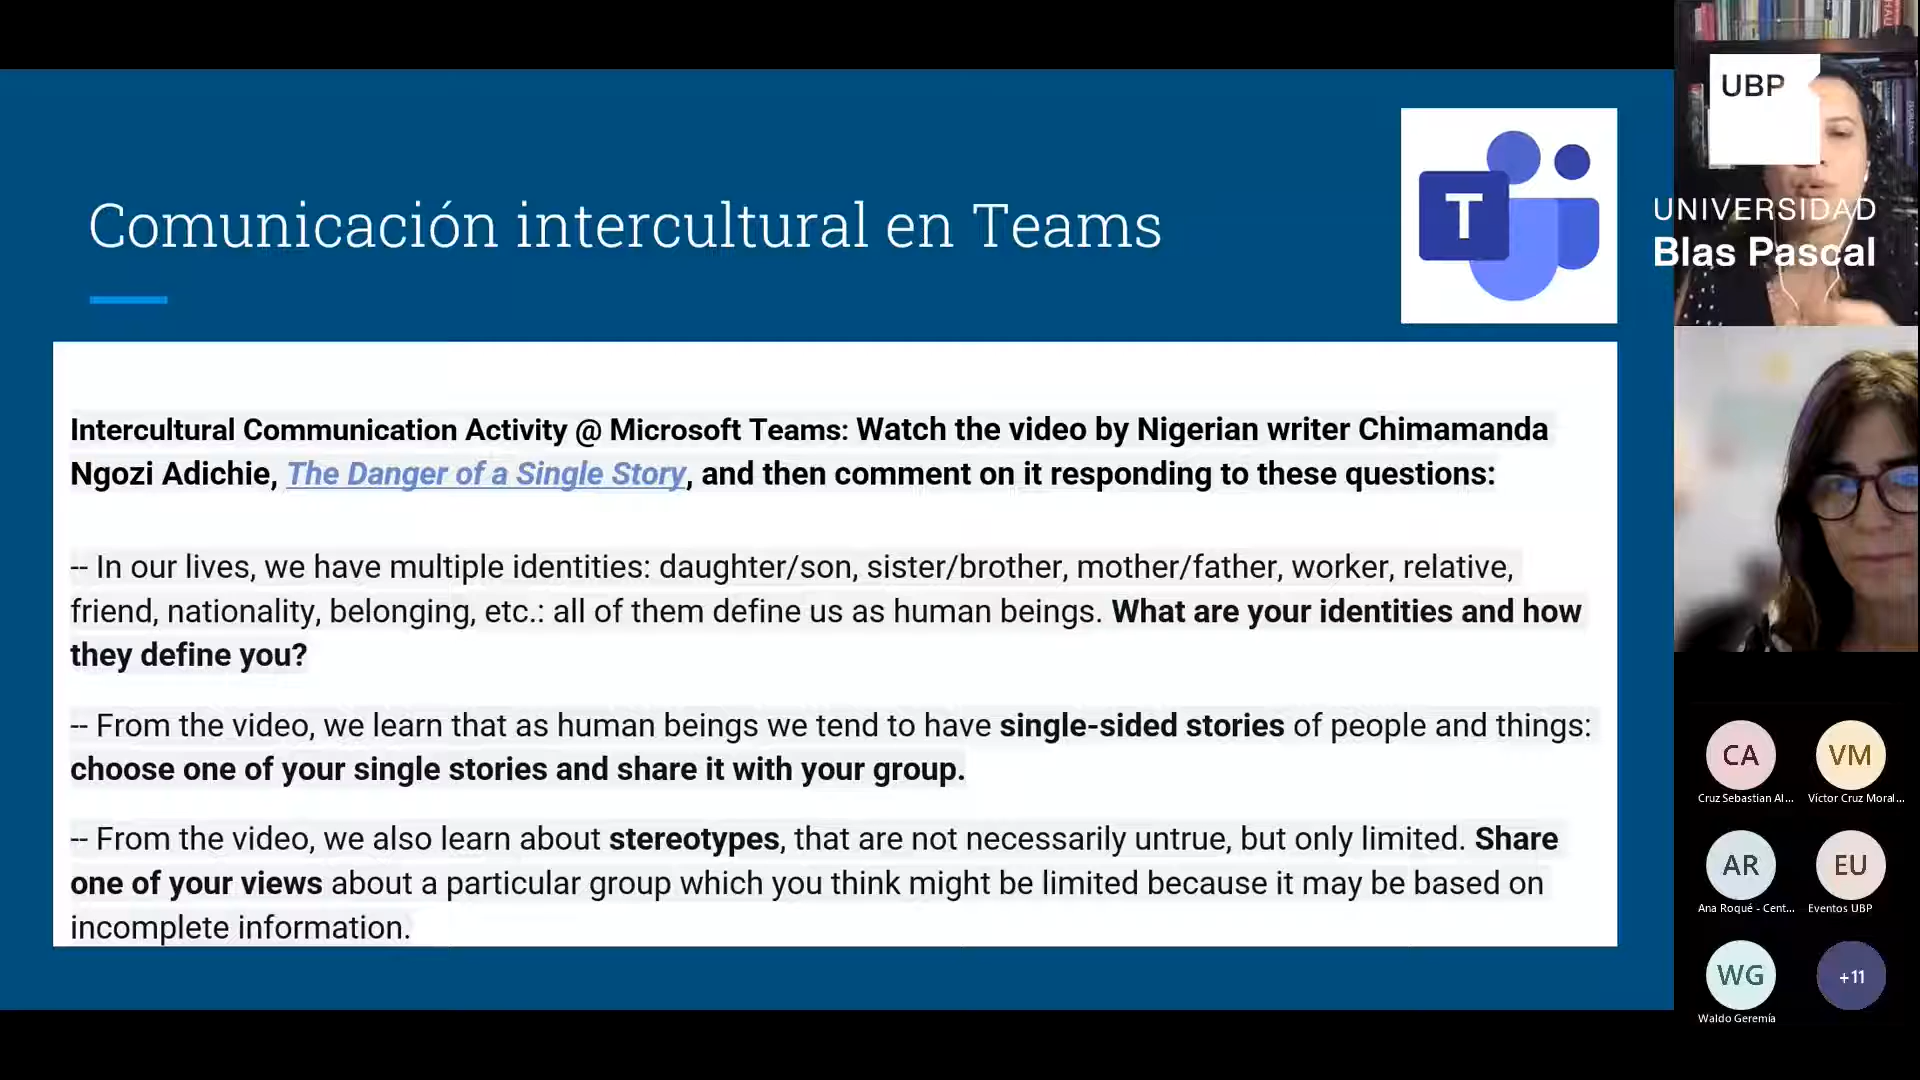 Comunicación intercultural en Teams
T
Intercultural Communication Activity @ Microsoft Teams: Watch the video by Nigerian writer Chimamanda
Ngozi Adichie, The Danger of a Single Story, and then comment on it responding to these questions:
-- In our lives, we have multiple identities: daughter/son, sister/brother, mother/father, worker, relative,
friend, nationality, belonging, etc.: all of them define us as human beings. What are your identities and how
they define you?
-- From the video, we learn that as human beings we tend to have single-sided stories of people and things:
choose one of your single stories and share it with your group.
-- From the video, we also learn about stereotypes, that are not necessarily untrue, but only limited. Share
one of your views about a particular group which you think might be limited because it may be based on
incomplete information.
UBP
UNIVERSIDAD
Blas Pascal
CA
VM
Cruz Sebastian Al...
Víctor Cruz Moral...
AR
EU
Ana Roqué - Cent...
Eventos UBP
WG
+11
Waldo Geremía